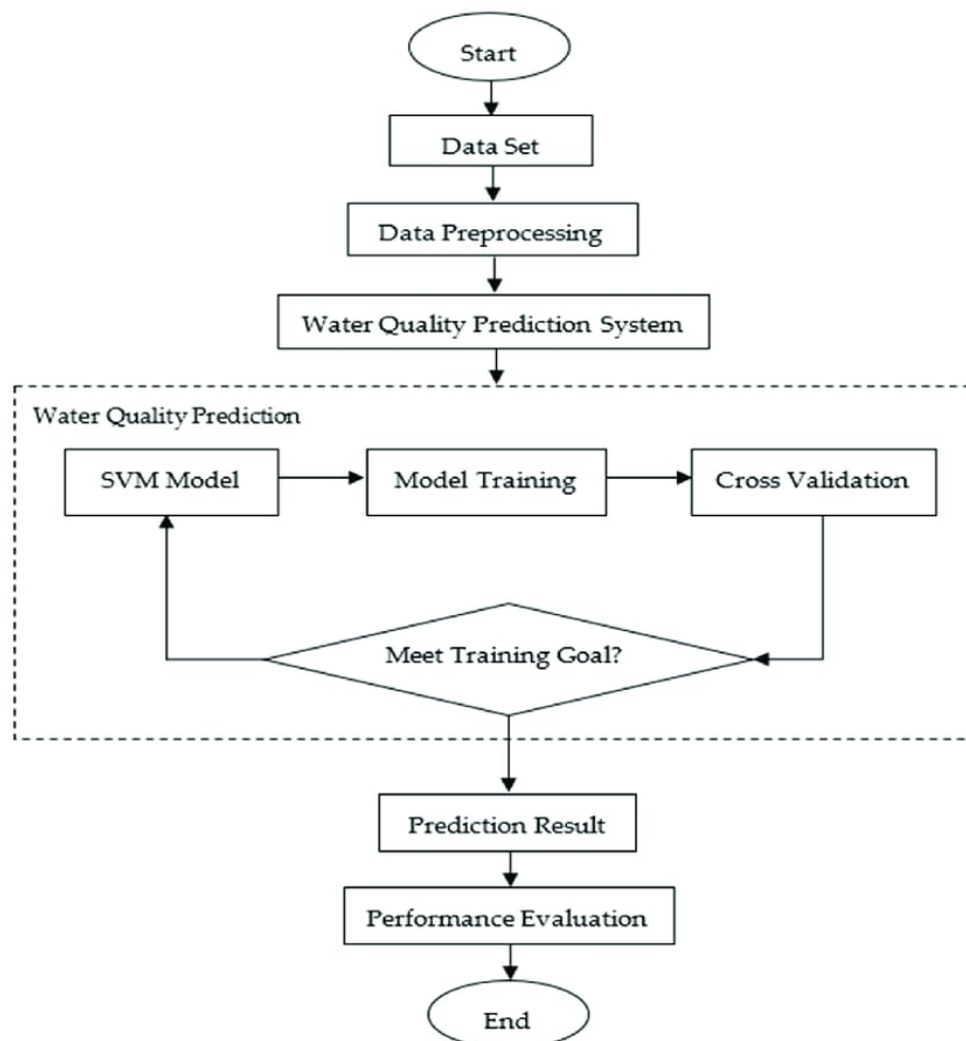 Start
Data Set
Data Preprocessing
Water Quality Prediction System
Water Quality Prediction
SVM Model
Model Training
Cross Validation
Meet Training Goal?
Prediction Result
Performance Evaluation
End